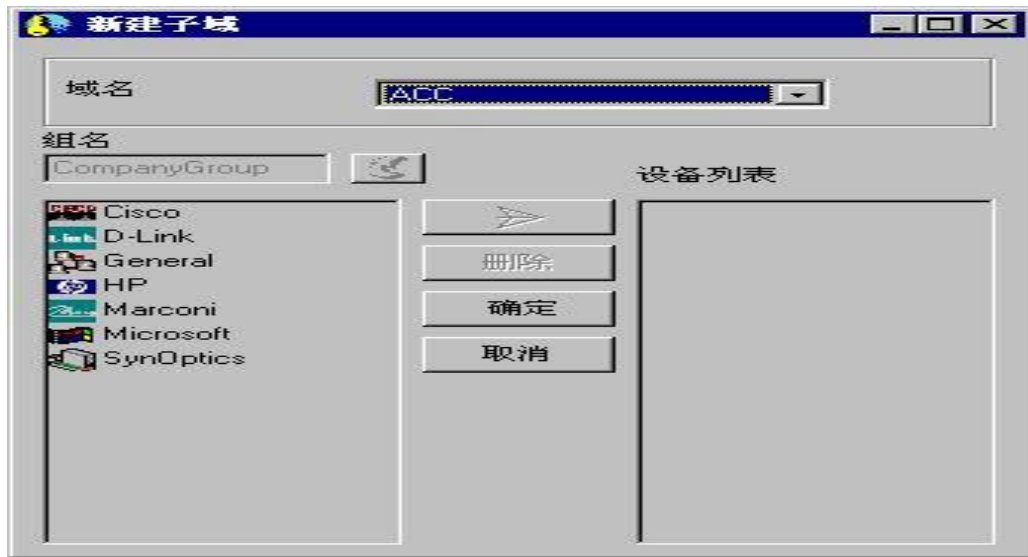 新建子域
域名
ACC
组名
CompanyGroup
设备列表
Cisco
D-Link
General
HP
Marconi
Microsoft
SynOptics
删除
确定
取消